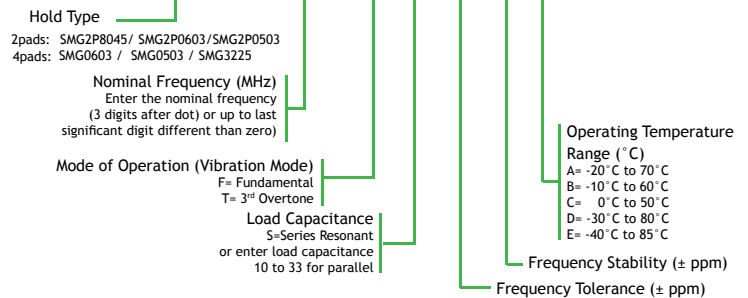 Hold Type
2pads: SMG2P8045/ SMG2P0603/SMG2P0503
4pads: SMG0603 / SMG0503 / SMG3225
Nominal Frequency (MHz)
Enter the nominal frequency
(3 digits after dot) or up to last
significant digit different than zero)
Mode of Operation (Vibration Mode)
F= Fundamental
T= 3rd Overtone
Load Capacitance
S=Series Resonant
or enter load capacitance
10 to 33 for parallel
Operating Temperature
Range (°C)
A= -20°C to 70°C
B= -10°C to 60°C
C= 0°C to 50°C
D= -30°C to 80°C
E= -40°C to 85°C
Frequency Stability (± ppm)
Frequency Tolerance (± ppm)